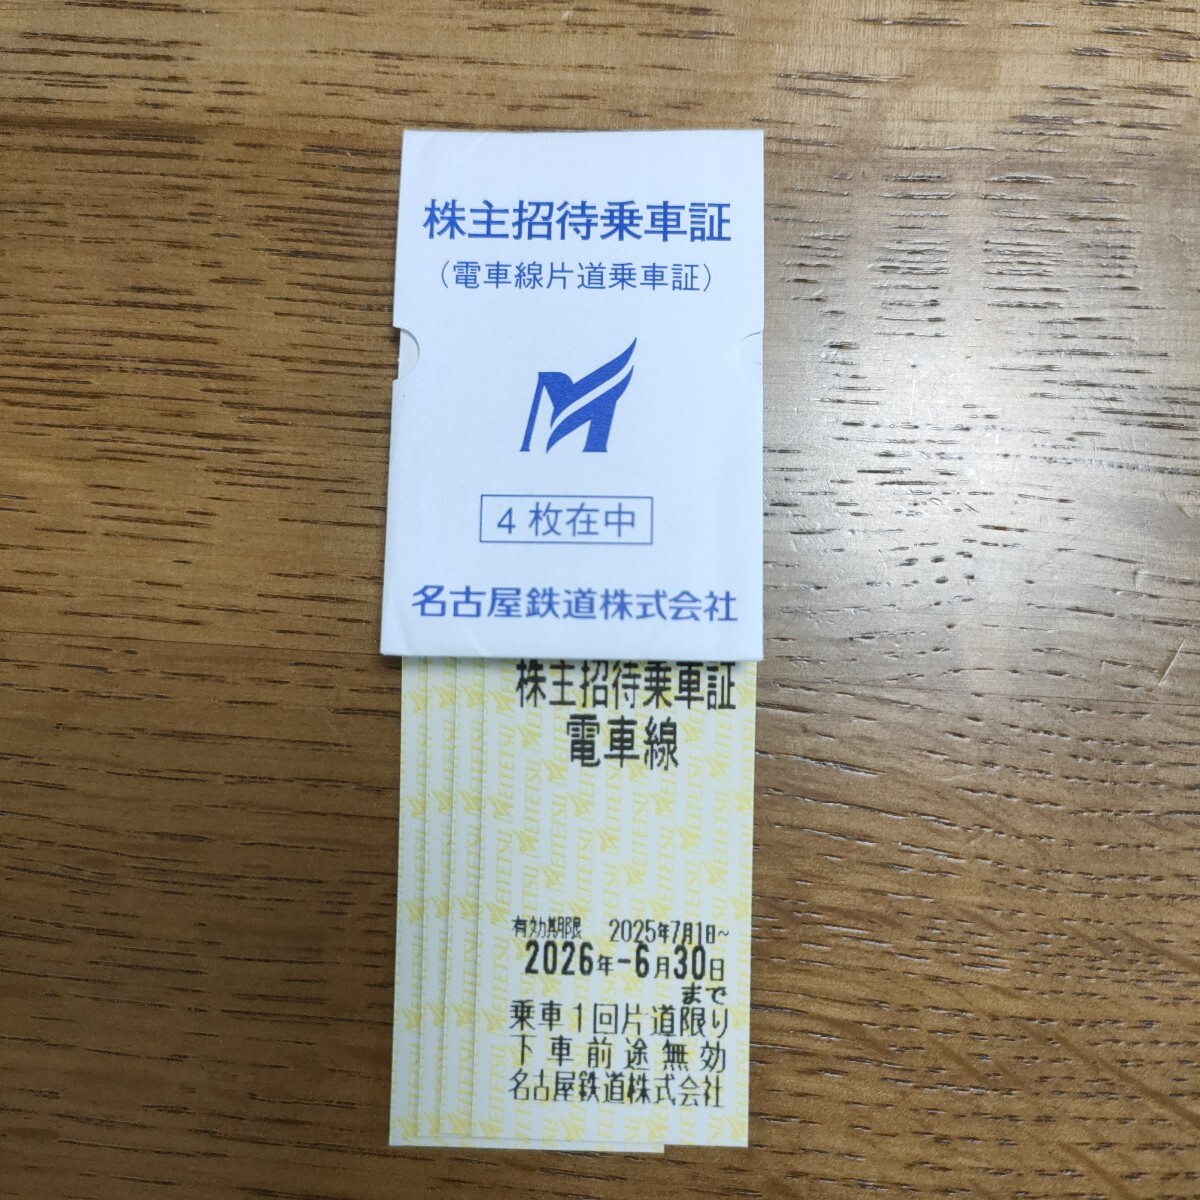 株主招待乗車証
（電車線片道乗車証）
4枚在中
名古屋鉄道株式会社
株主招待乗車証
電車線
有効期限 2025年7月1日~
2026年-6月30日
まで
乗車1回片道限り
下車前途無効
名古屋鉄道株式会社
MEITETSU